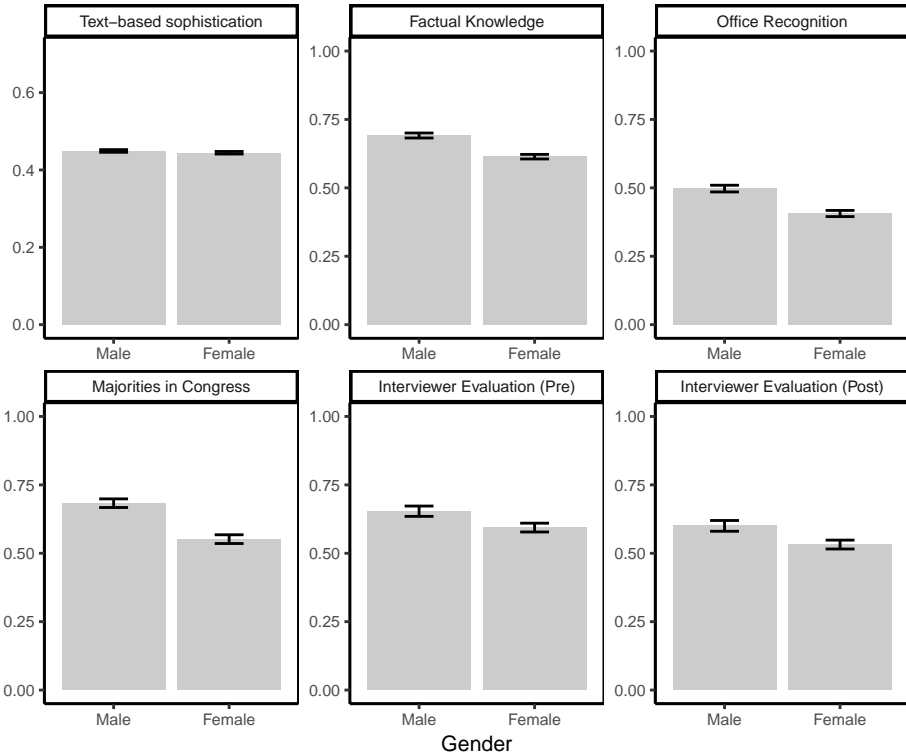 Text−based sophistication
Factual Knowledge
Office Recognition
0.6
0.4
0.2
0.0
1.00
0.75
0.50
0.25
0.00
1.00
0.75
0.50
0.25
0.00
Male Female
Male Female
Male Female
Majorities in Congress
Interviewer Evaluation (Pre)
Interviewer Evaluation (Post)
1.00
0.75
0.50
0.25
0.00
1.00
0.75
0.50
0.25
0.00
1.00
0.75
0.50
0.25
0.00
Male Female
Male Female
Male Female
Gender